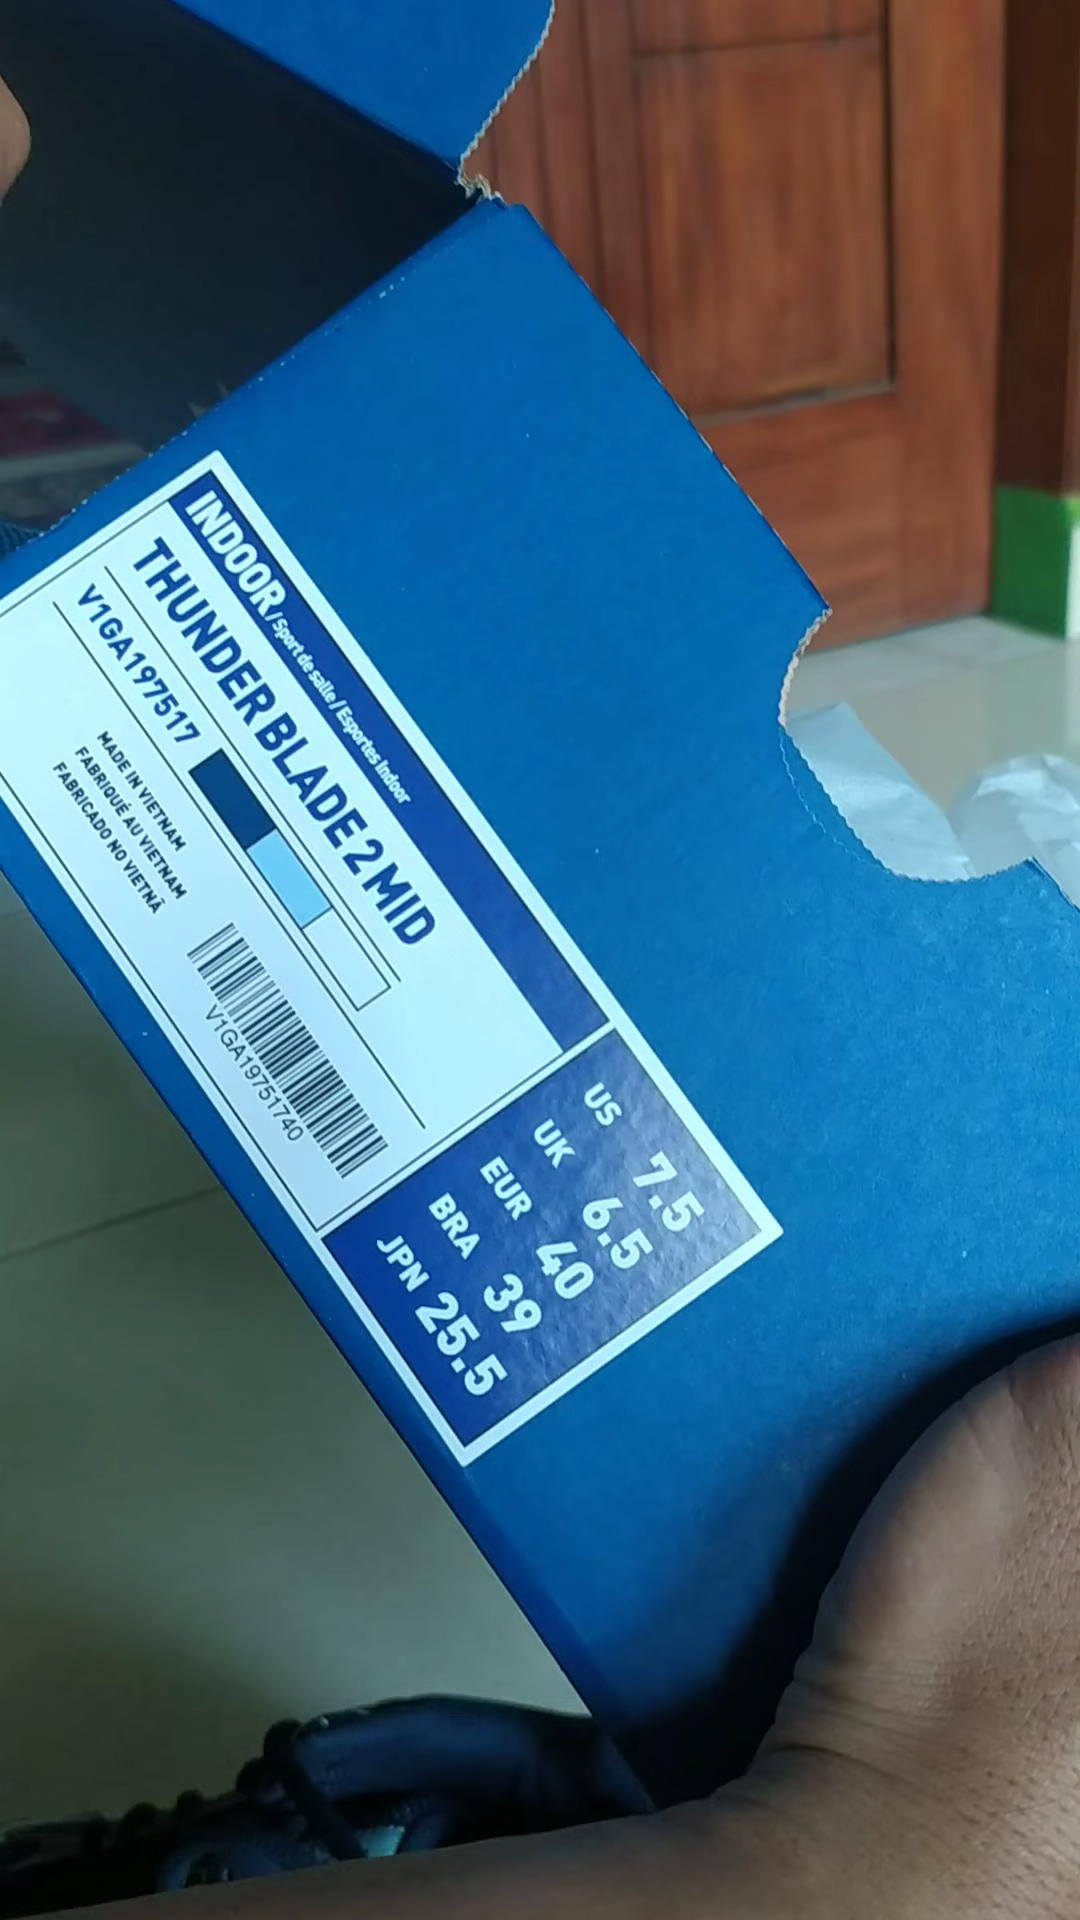 INDOOR / Sport de salle / Esportes Indoor
THUNDER BLADE 2 MID
V1GA197517
MADE IN VIETNAM
FABRIQUÉ AU VIETNAM
FABRICADO NO VIETNÃ
V1GA19751740
US 7.5
UK 6.5
EUR 40
BRA 39
JPN 25.5